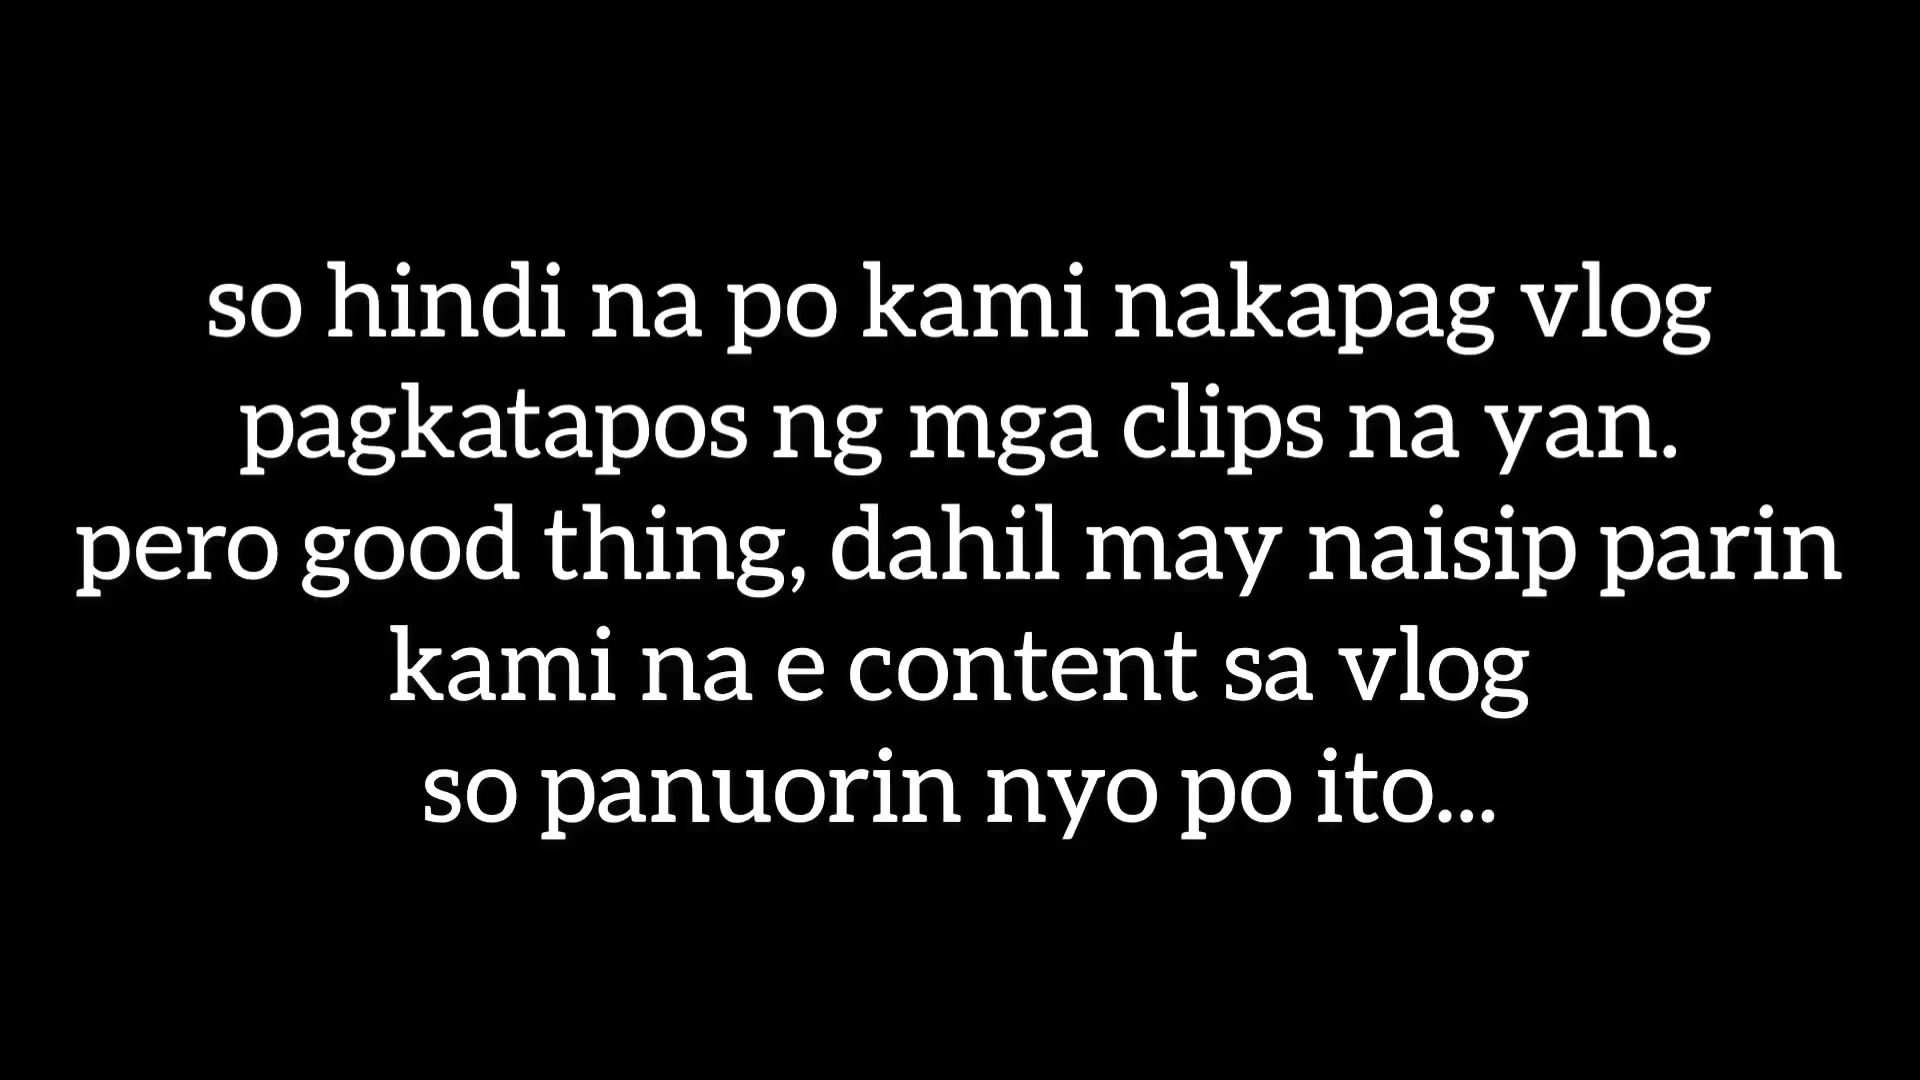 so hindi na po kami nakapag vlog
pagkatapos ng mga clips na yan.
pero good thing, dahil may naisip parin
kami na e content sa vlog
so panuorin nyo po ito...